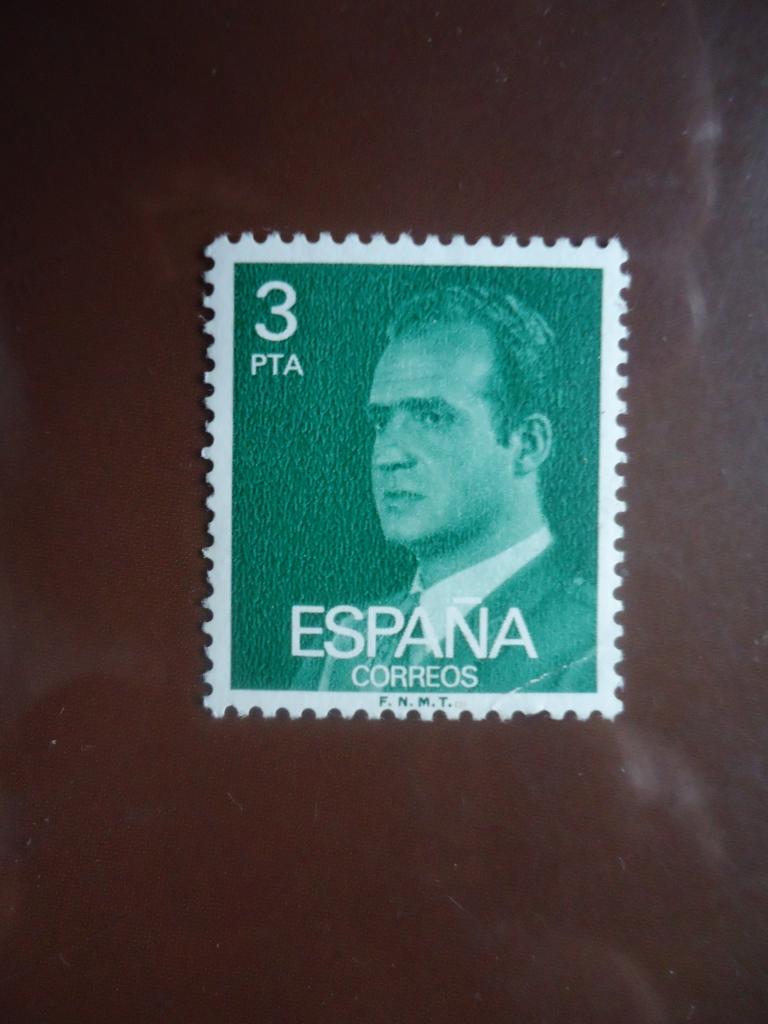 3
PTA
ESPAÑA
CORREOS
F. N. M. T.